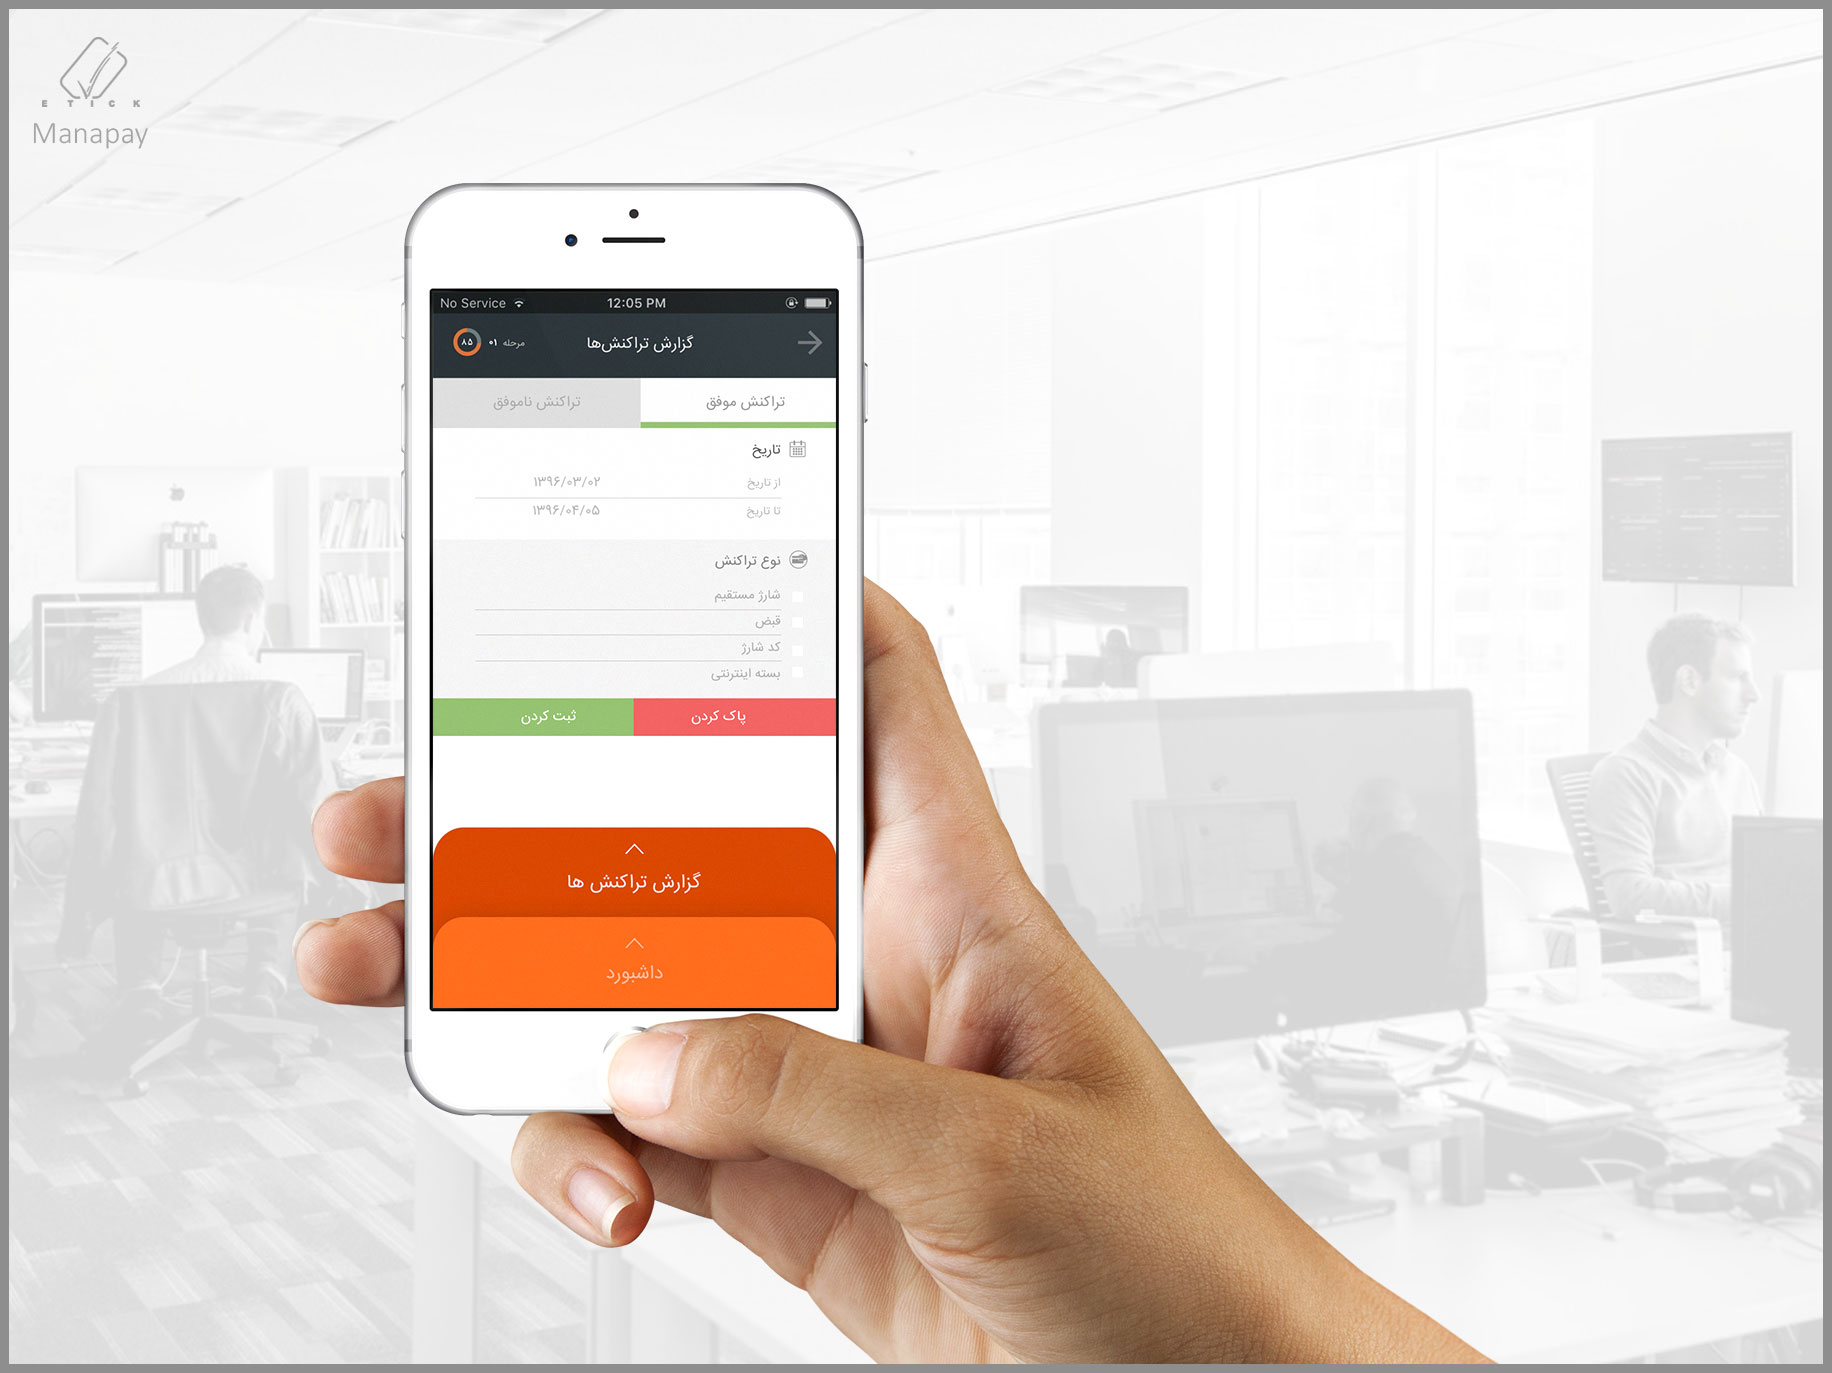 ETICK
Manapay
No Service 12:05 PM
گزارش تراکنش‌ها مرحله ۰۱ ۸۵
تراکنش موفق تراکنش ناموفق
تاریخ
از تاریخ ۱۳۹۶/۰۳/۰۲
تا تاریخ ۱۳۹۶/۰۴/۰۵
نوع تراکنش
شارژ مستقیم
قبض
کد شارژ
بسته اینترنتی
پاک کردن ثبت کردن
گزارش تراکنش ها
داشبورد